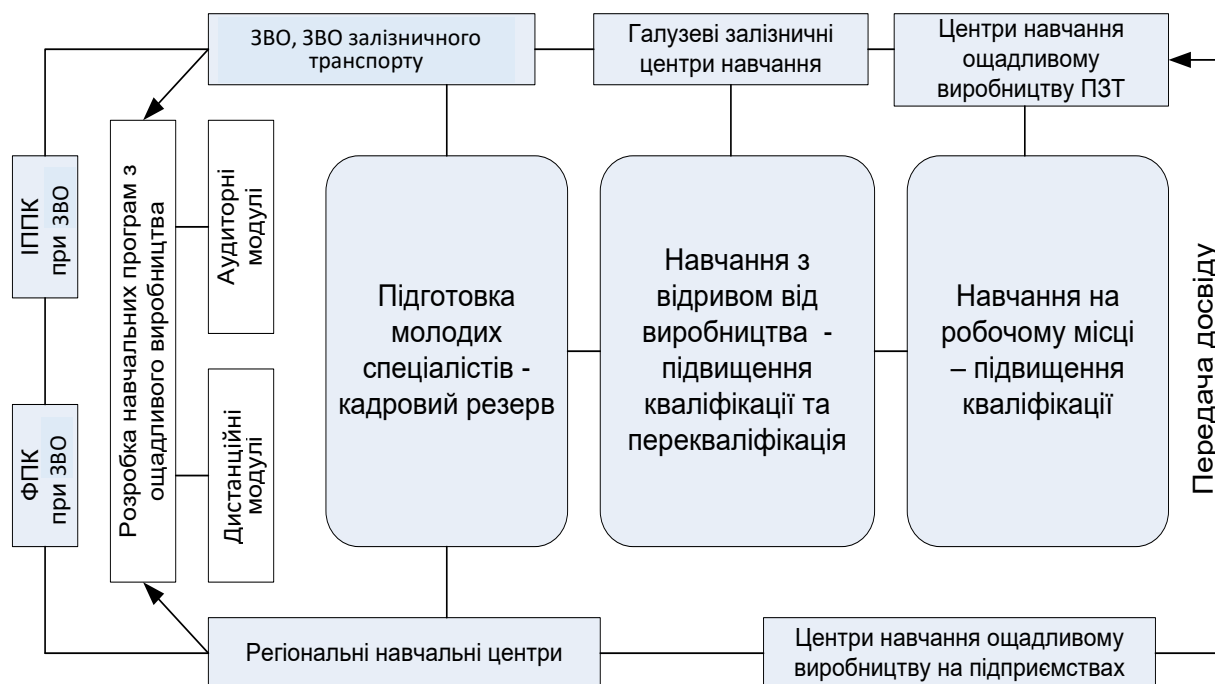 ЗВО, ЗВО залізничного
транспорту
Галузеві залізничні
центри навчання
Центри навчання
ощадливому
виробництву ПЗТ
ІППК
при ЗВО
ФПК
при ЗВО
Розробка навчальних програм з
ощадливого виробництва
Аудиторні
модулі
Дистанційні
модулі
Підготовка
молодих
спеціалістів -
кадровий резерв
Навчання з
відривом від
виробництва -
підвищення
кваліфікації та
перекваліфікація
Навчання на
робочому місці
– підвищення
кваліфікації
Передача досвіду
Регіональні навчальні центри
Центри навчання ощадливому
виробництву на підприємствах